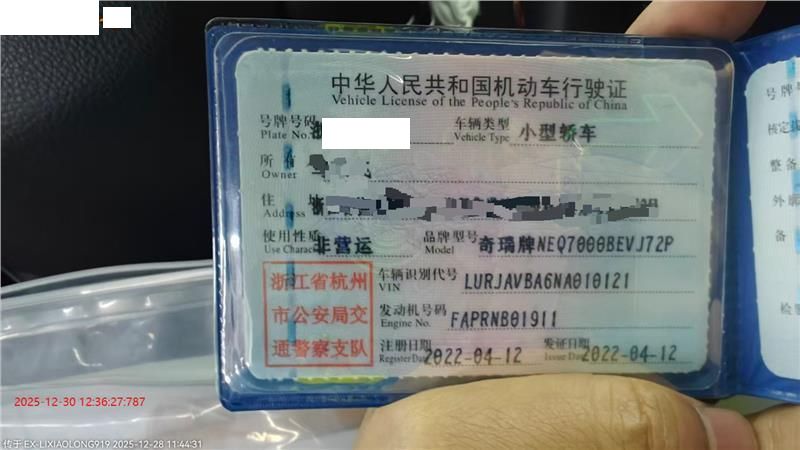 中华人民共和国机动车行驶证
Vehicle License of the People's Republic of China
号牌号码 浙 车辆类型 小型轿车
Plate No. Vehicle Type
所有
Owner
住 址
Address
使用性质 非营运 品牌型号 奇瑞牌NEQ7000BEVJ72P
Use Charac Model
浙江省杭州
市公安局交
通警察支队
车辆识别代号 LURJAVBA6NA010121
VIN
发动机号码 FAPRNB01911
Engine No.
注册日期 2022-04-12 发证日期 2022-04-12
Register Date Issue Date
号牌号
核定载
整备
外廓
备
检验
2025-12-30 12:36:27:787
传于 EX-LIXIAOLONG919 2025-12-28 11:44:31